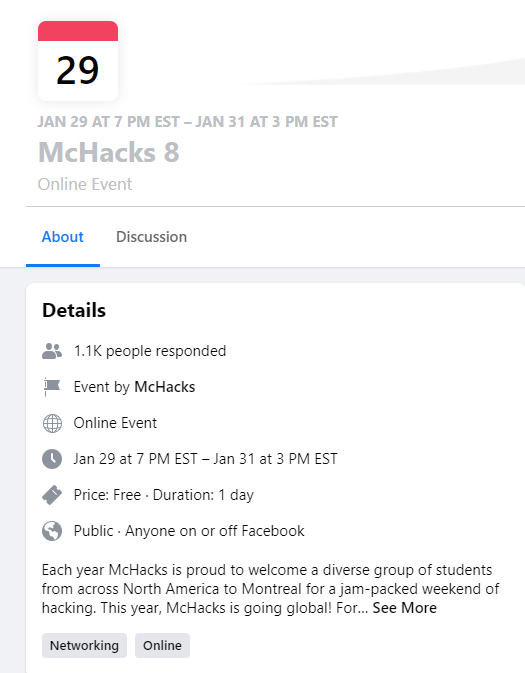 29
JAN 29 AT 7 PM EST – JAN 31 AT 3 PM EST
McHacks 8
Online Event
About Discussion
Details
1.1K people responded
Event by McHacks
Online Event
Jan 29 at 7 PM EST – Jan 31 at 3 PM EST
Price: Free · Duration: 1 day
Public · Anyone on or off Facebook
Each year McHacks is proud to welcome a diverse group of students
from across North America to Montreal for a jam-packed weekend of
hacking. This year, McHacks is going global! For... See More
Networking Online